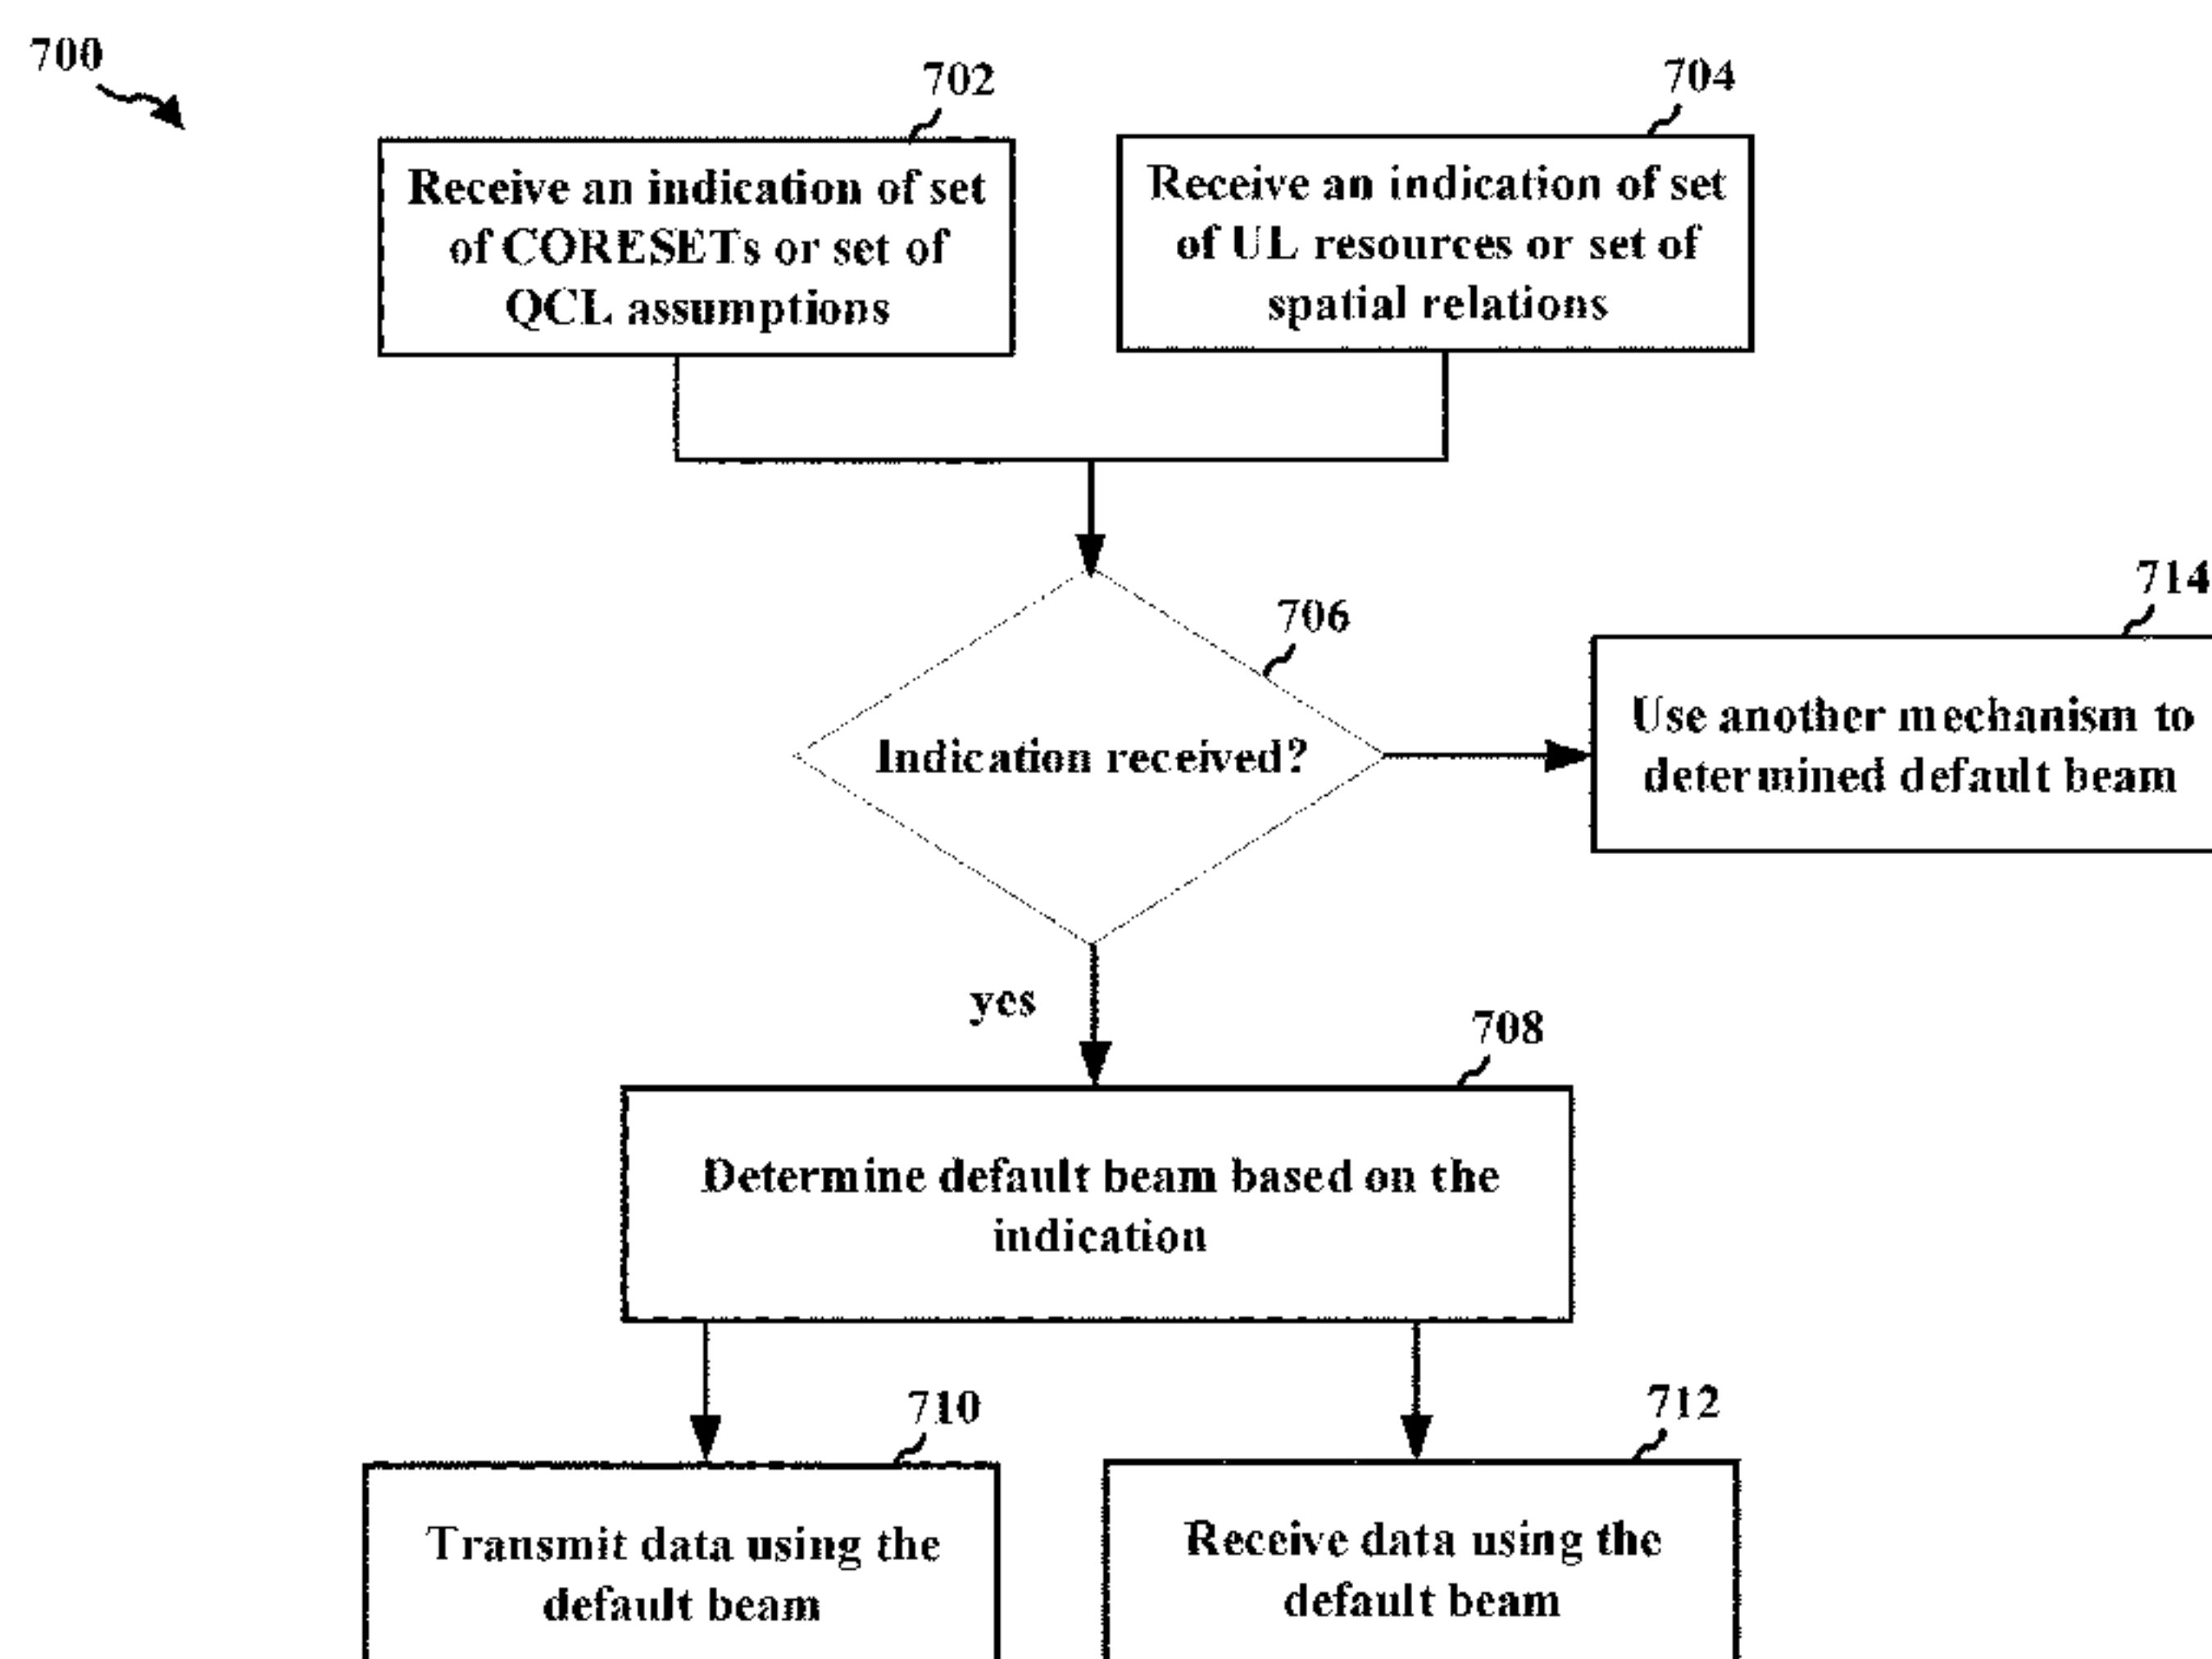 700
702
704
Receive an indication of set
of CORESETs or set of
QCL assumptions
Receive an indication of set
of UL resources or set of
spatial relations
706
714
Indication received?
Use another mechanism to
determined default beam
yes
708
Determine default beam based on the
indication
710
712
Transmit data using the
default beam
Receive data using the
default beam